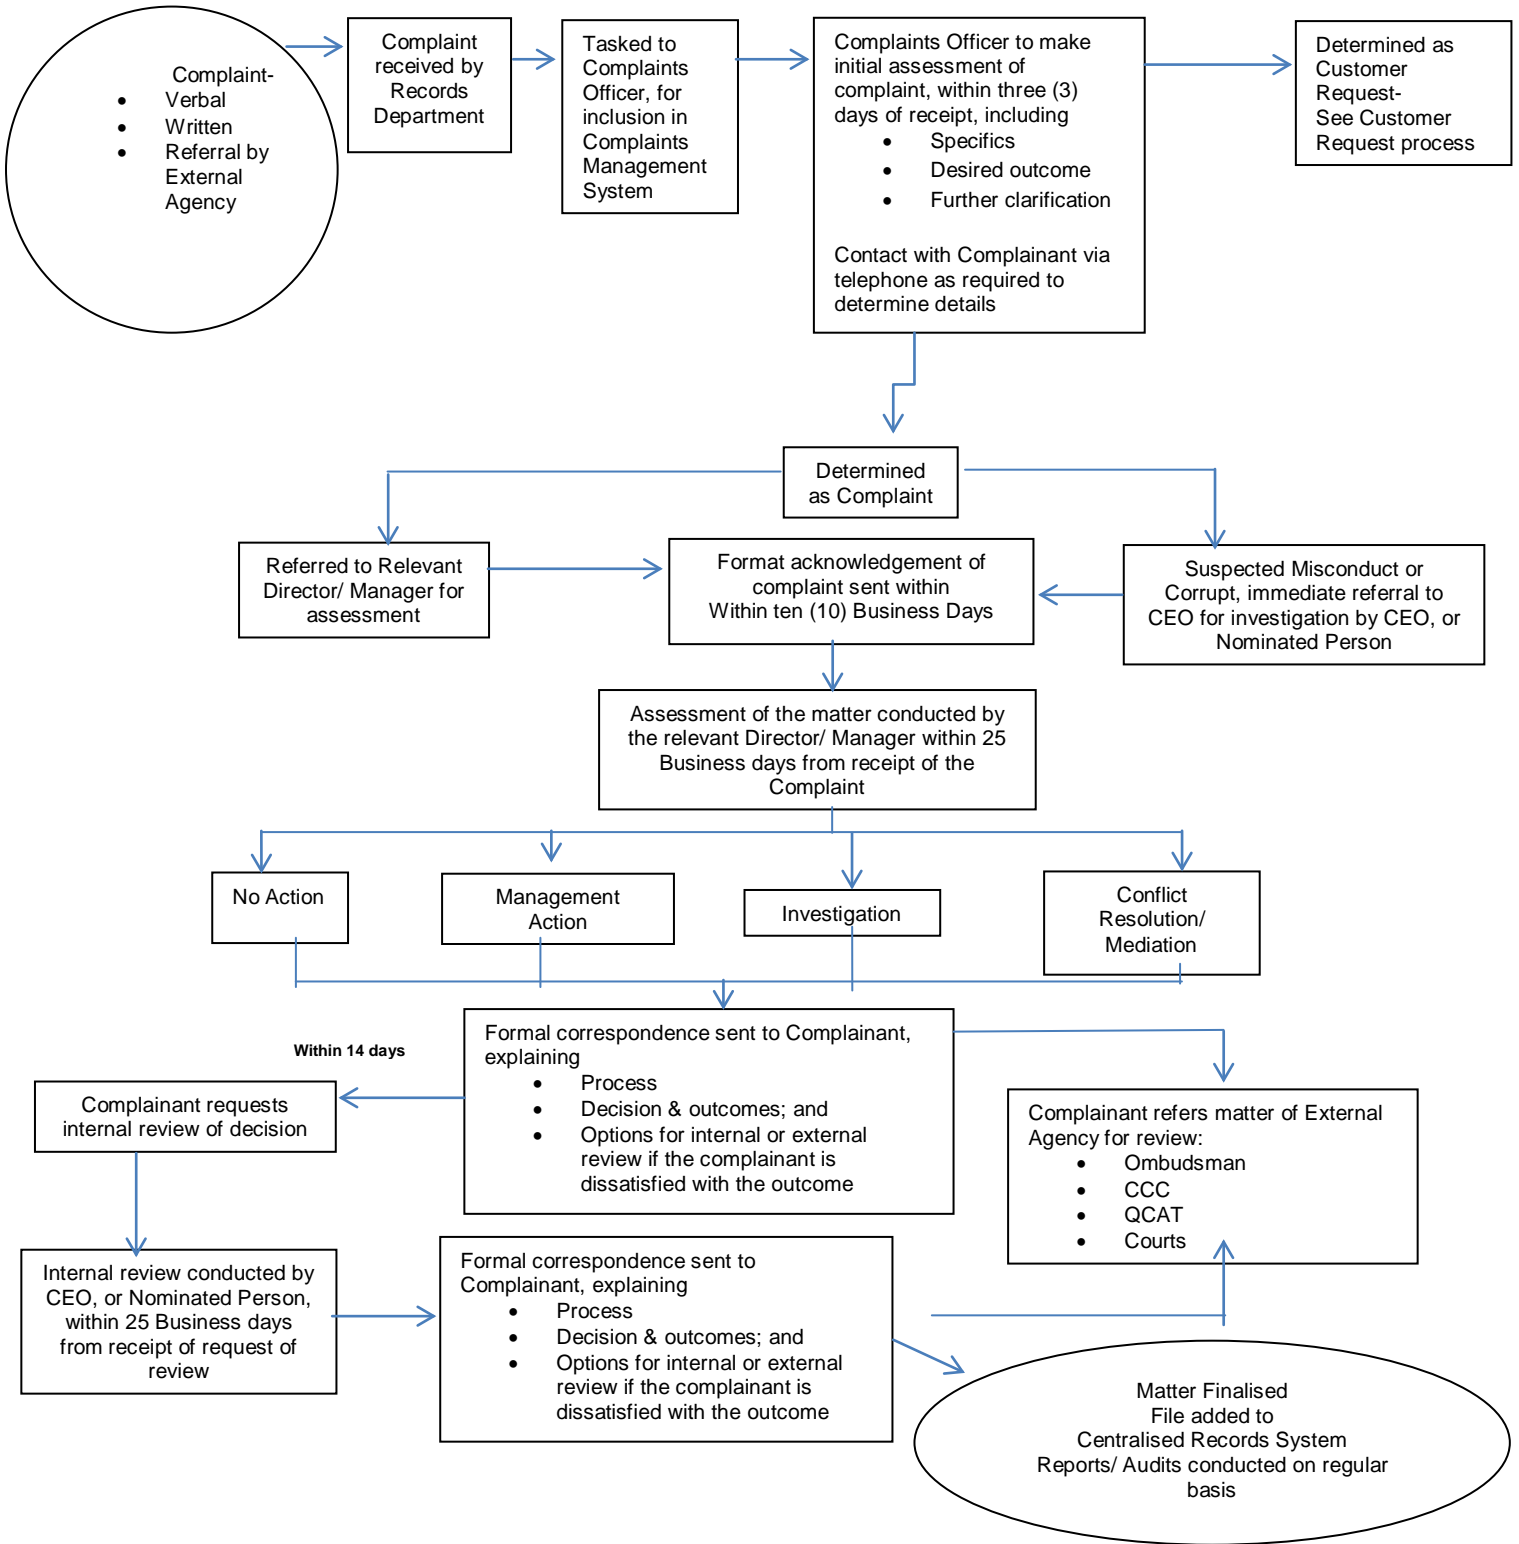 Complaint-
• Verbal
• Written
• Referral by
External
Agency
Complaint
received by
Records
Department
Tasked to
Complaints
Officer, for
inclusion in
Complaints
Management
System
Complaints Officer to make
initial assessment of
complaint, within three (3)
days of receipt, including
• Specifics
• Desired outcome
• Further clarification
Contact with Complainant via
telephone as required to
determine details
Determined as
Customer
Request-
See Customer
Request process
Determined
as Complaint
Referred to Relevant
Director/ Manager for
assessment
Format acknowledgement of
complaint sent within
Within ten (10) Business Days
Suspected Misconduct or
Corrupt, immediate referral to
CEO for investigation by CEO, or
Nominated Person
Assessment of the matter conducted by
the relevant Director/ Manager within 25
Business days from receipt of the
Complaint
No Action
Management
Action
Investigation
Conflict
Resolution/
Mediation
Within 14 days
Formal correspondence sent to Complainant,
explaining
• Process
• Decision & outcomes; and
• Options for internal or external
review if the complainant is
dissatisfied with the outcome
Complainant requests
internal review of decision
Complainant refers matter of External
Agency for review:
• Ombudsman
• CCC
• QCAT
• Courts
Internal review conducted by
CEO, or Nominated Person,
within 25 Business days
from receipt of request of
review
Formal correspondence sent to
Complainant, explaining
• Process
• Decision & outcomes; and
• Options for internal or external
review if the complainant is
dissatisfied with the outcome
Matter Finalised
File added to
Centralised Records System
Reports/ Audits conducted on regular
basis